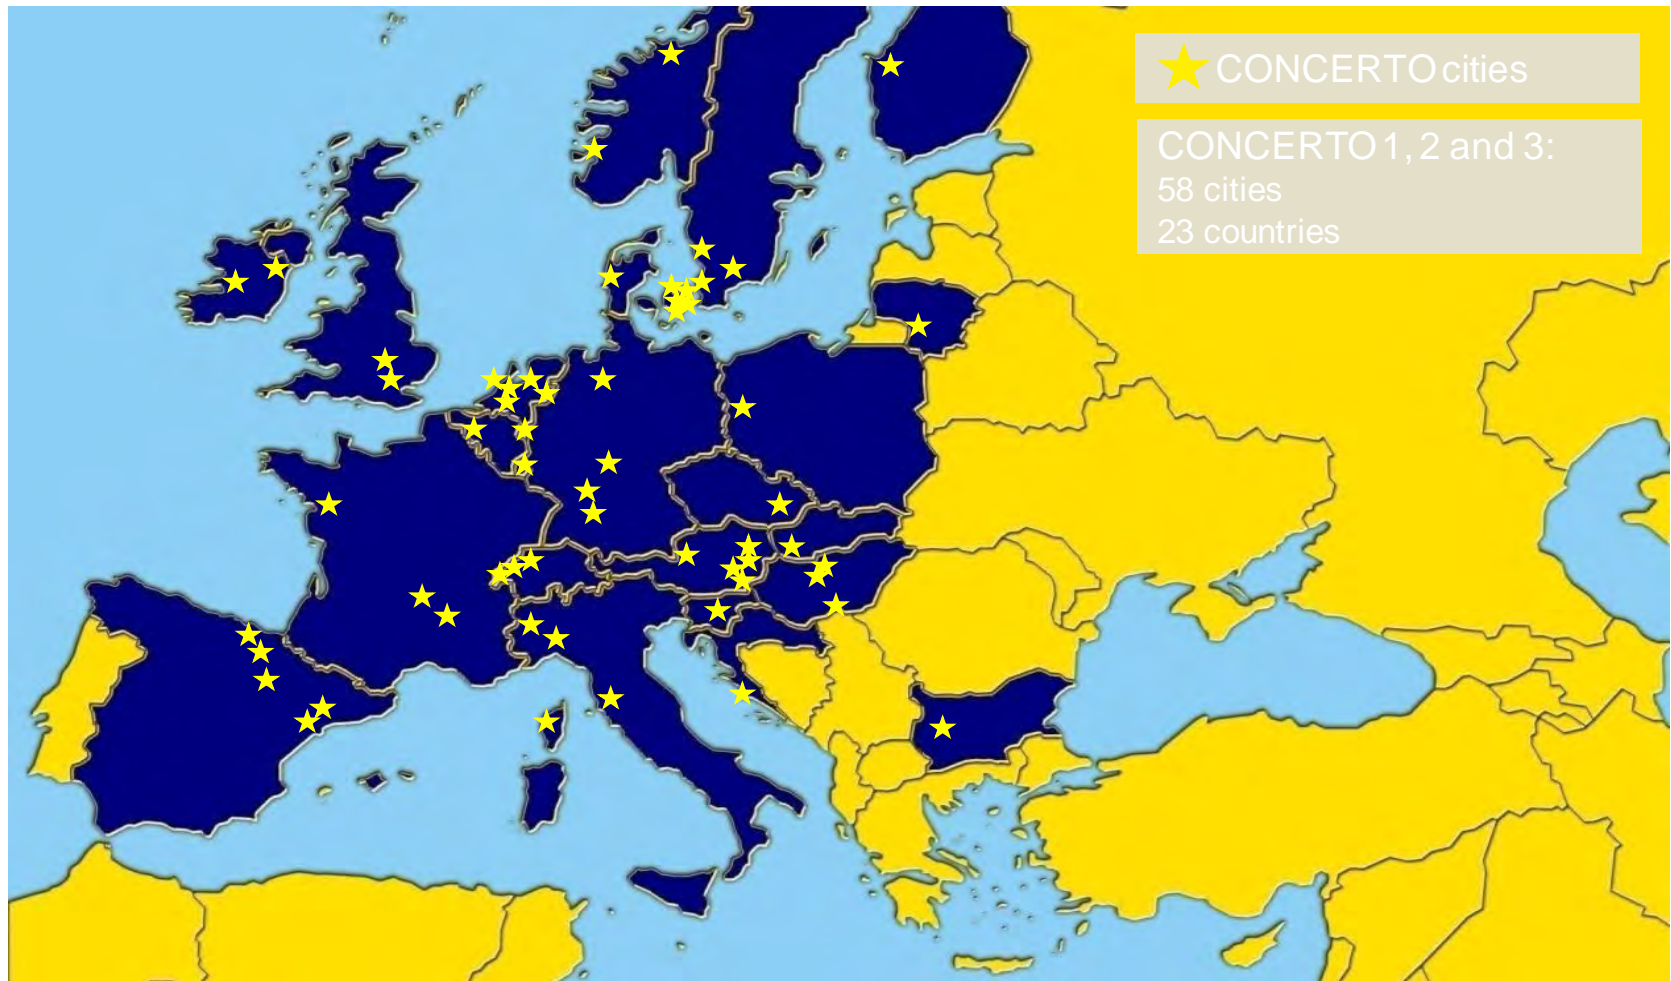 CONCERTO cities
CONCERTO 1, 2 and 3:
58 cities
23 countries